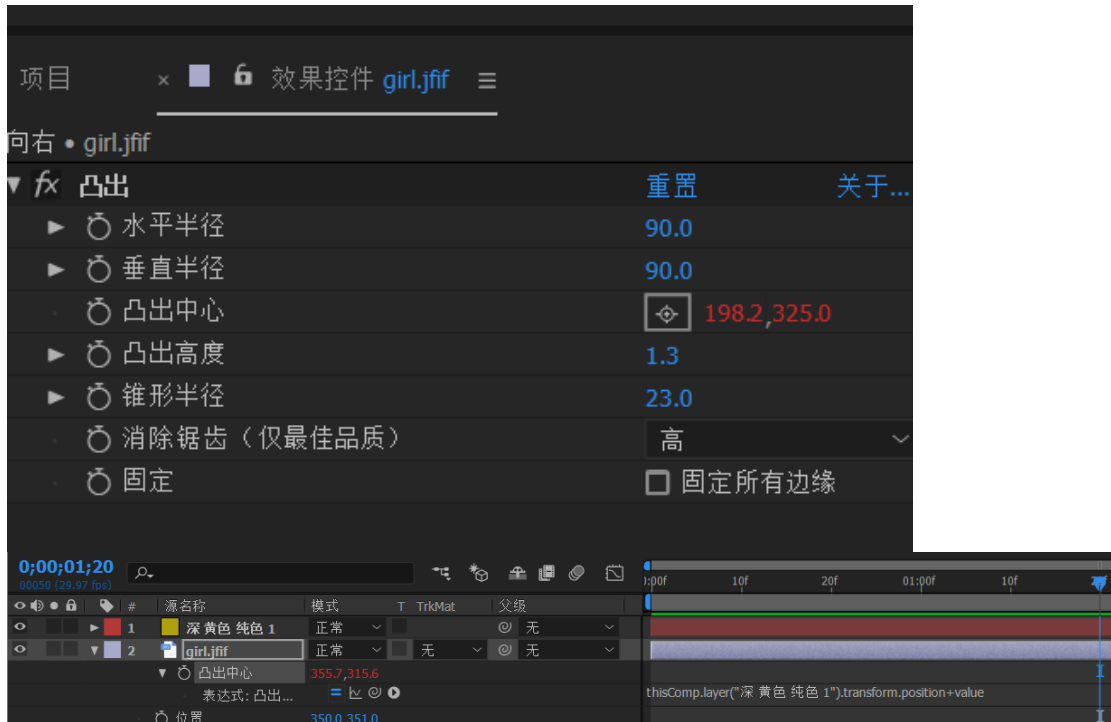 项目 × 效果控件 girl.jfif ≡
向右 • girl.jfif
fx 凸出 重置 关于...
水平半径 90.0
垂直半径 90.0
凸出中心 198.2,325.0
凸出高度 1.3
锥形半径 23.0
消除锯齿（仅最佳品质） 高
固定 固定所有边缘
0;00;01;20
00050 (29.97 fps)
):00f 10f 20f 01:00f 10f
# 源名称 模式 T TrkMat 父级
1 深 黄色 纯色 1 正常 无
2 girl.jfif 正常 无 无
凸出中心 355.7,315.6
表达式: 凸出... thisComp.layer("深 黄色 纯色 1").transform.position+value
位置 350.0,351.0